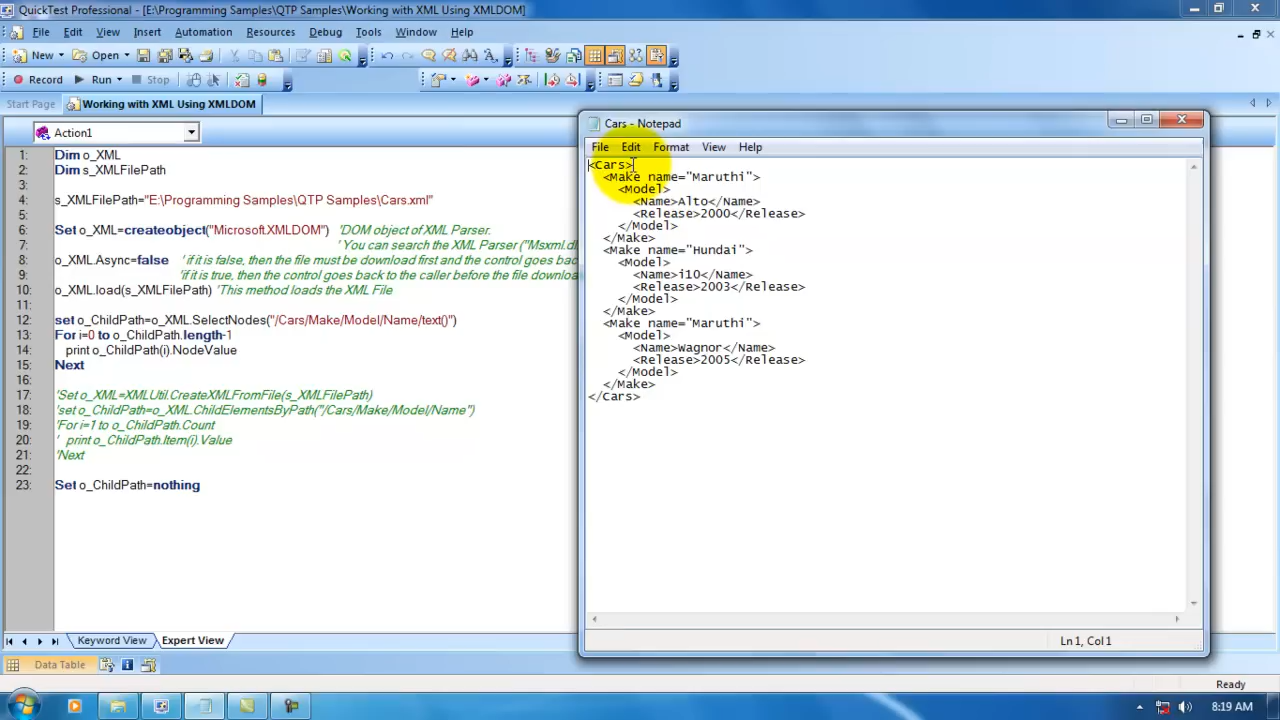 QuickTest Professional - [E:\Programming Samples\QTP Samples\Working with XML Using XMLDOM]
File Edit View Insert Automation Resources Debug Tools Window Help
New Open
Record Run Stop
Start Page Working with XML Using XMLDOM
Action1
1: Dim o_XML
2: Dim s_XMLFilePath
3:
4: s_XMLFilePath="E:\Programming Samples\QTP Samples\Cars.xml"
5:
6: Set o_XML=createobject("Microsoft.XMLDOM") 'DOM object of XML Parser.
7: ' You can search the XML Parser ("Msxml.dl
8: o_XML.Async=false ' if it is false, then the file must be download first and the control goes back
9: 'if it is true, then the control goes back to the caller before the file downloa
10: o_XML.load(s_XMLFilePath) 'This method loads the XML File
11:
12: set o_ChildPath=o_XML.SelectNodes("/Cars/Make/Model/Name/text()")
13: For i=0 to o_ChildPath.length-1
14: print o_ChildPath(i).NodeValue
15: Next
16:
17: 'Set o_XML=XMLUtil.CreateXMLFromFile(s_XMLFilePath)
18: 'set o_ChildPath=o_XML.ChildElementsByPath("/Cars/Make/Model/Name")
19: 'For i=1 to o_ChildPath.Count
20: ' print o_ChildPath.Item(i).Value
21: 'Next
22:
23: Set o_ChildPath=nothing
Keyword View Expert View
Data Table
Cars - Notepad
File Edit Format View Help
<Cars>
<Make name="Maruthi">
<Model>
<Name>Alto</Name>
<Release>2000</Release>
</Model>
</Make>
<Make name="Hundai">
<Model>
<Name>i10</Name>
<Release>2003</Release>
</Model>
</Make>
<Make name="Maruthi">
<Model>
<Name>Wagnor</Name>
<Release>2005</Release>
</Model>
</Make>
</Cars>
Ln 1, Col 1
Ready
8:19 AM